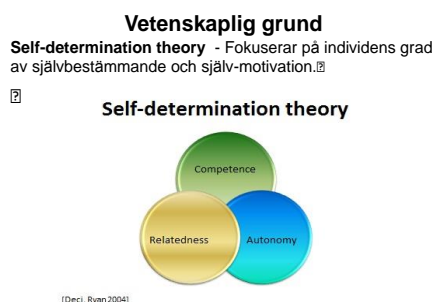 Vetenskaplig grund
Self-determination theory - Fokuserar på individens grad
av självbestämmande och själv-motivation.
Self-determination theory
Competence
Relatedness
Autonomy
[Deci, Ryan 2004]